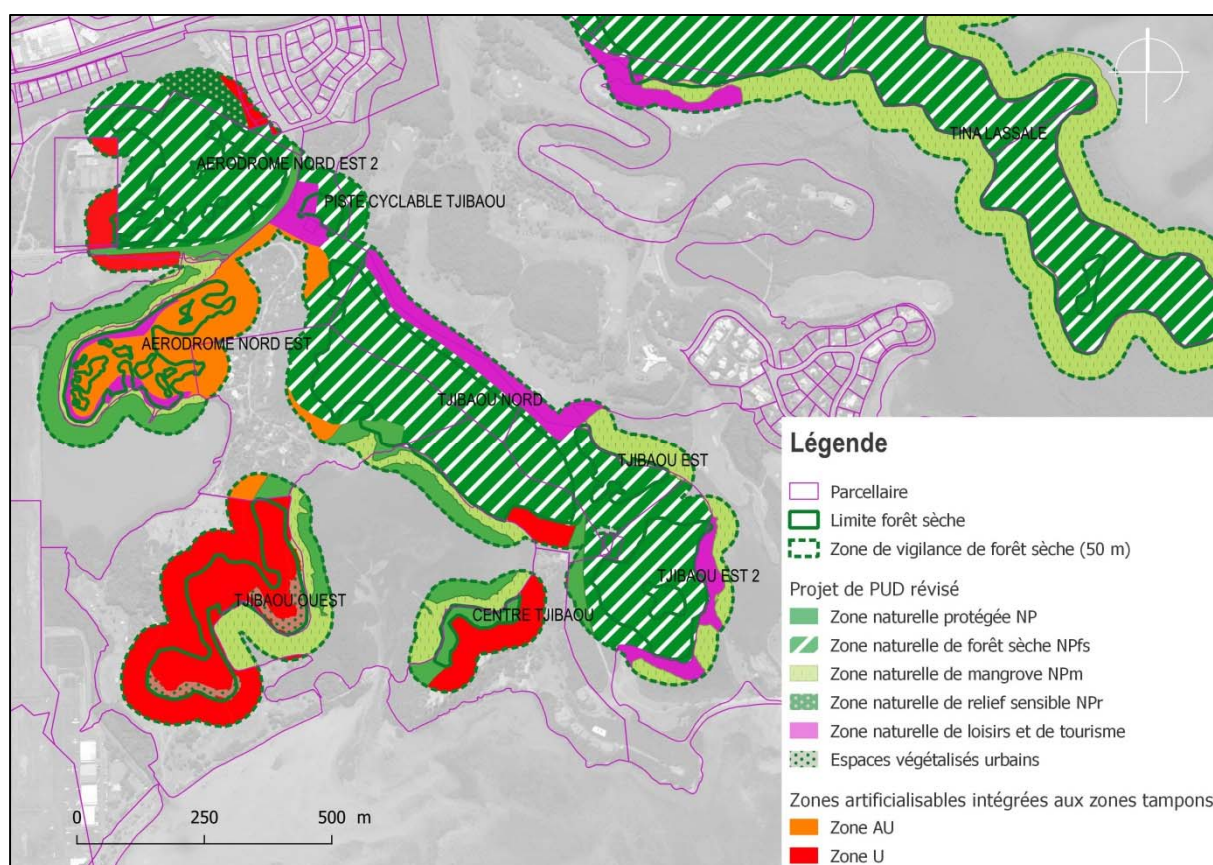 TINA LASSALE
AERODROME NORD EST 2
PISTE CYCLABLE TJIBAOU
AERODROME NORD EST
TJIBAOU NORD
TJIBAOU EST
TJIBAOU EST 2
TJIBAOU OUEST
CENTRE TJIBAOU
0 250 500 m
Légende
Parcellaire
Limite forêt sèche
Zone de vigilance de forêt sèche (50 m)
Projet de PUD révisé
Zone naturelle protégée NP
Zone naturelle de forêt sèche NPfs
Zone naturelle de mangrove NPm
Zone naturelle de relief sensible NPr
Zone naturelle de loisirs et de tourisme
Espaces végétalisés urbains
Zones artificialisables intégrées aux zones tampons
Zone AU
Zone U